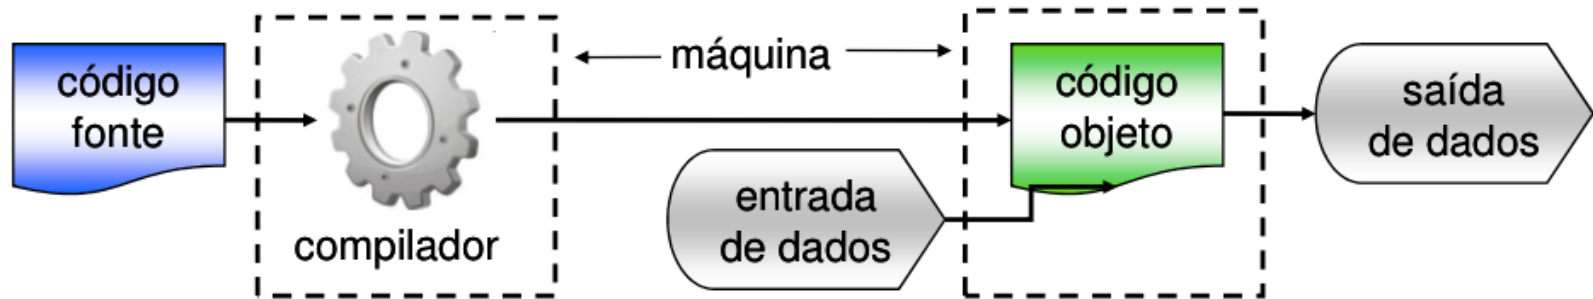 código
fonte
compilador
máquina
entrada
de dados
código
objeto
saída
de dados